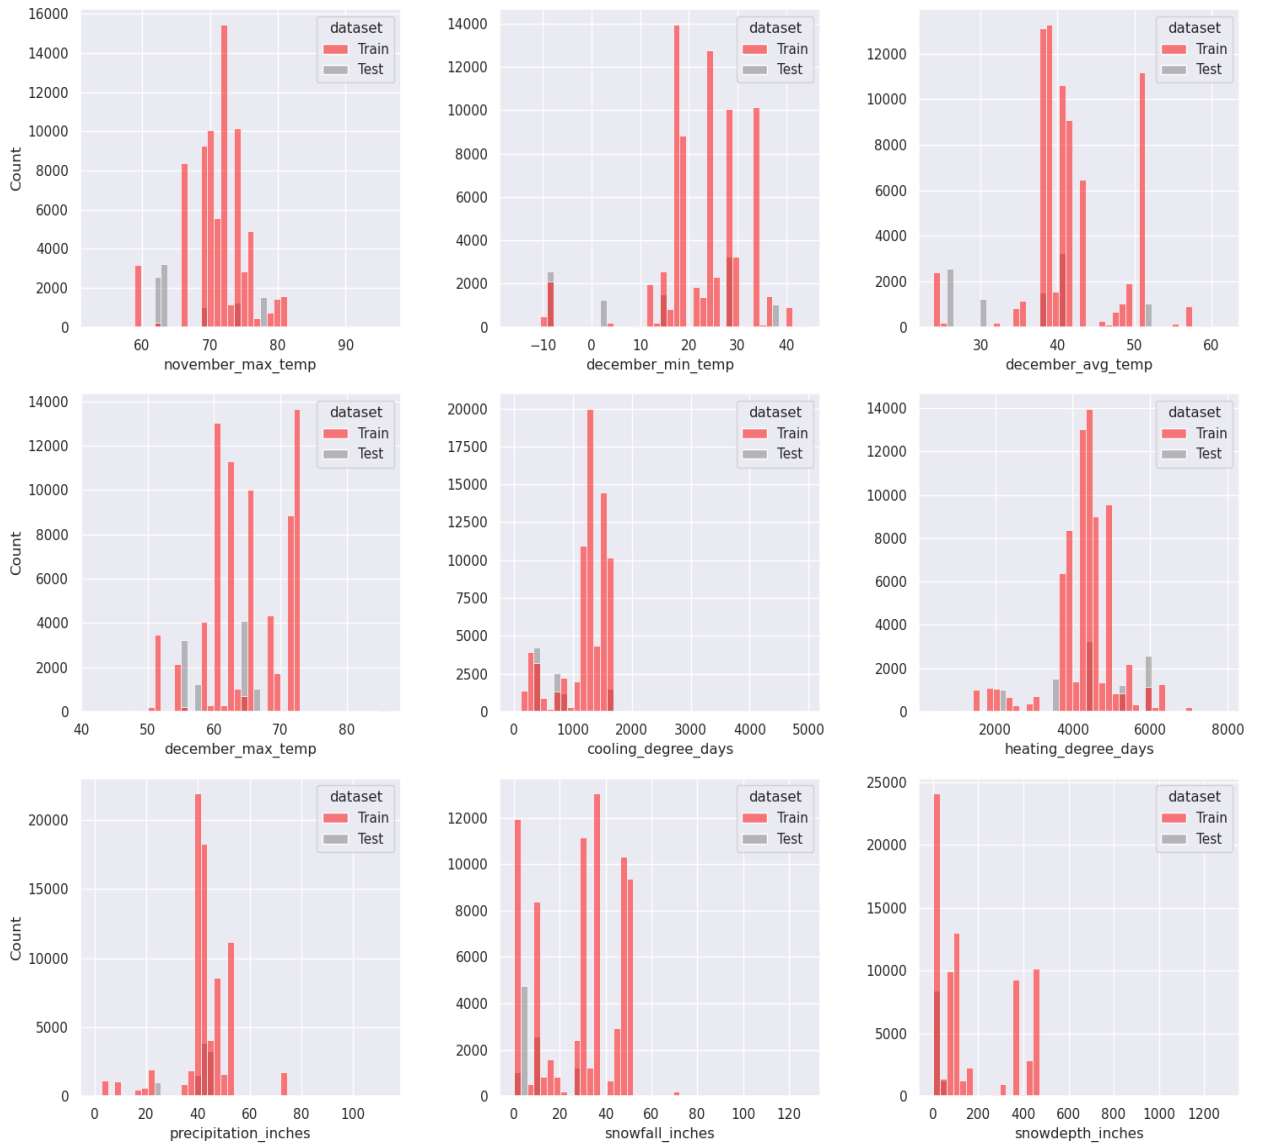 16000
14000
12000
10000
8000
6000
4000
2000
0
Count
60
70
80
90
november_max_temp
dataset
Train
Test
14000
12000
10000
8000
6000
4000
2000
0
−10
0
10
20
30
40
december_min_temp
dataset
Train
Test
12000
10000
8000
6000
4000
2000
0
30
40
50
60
december_avg_temp
dataset
Train
Test
14000
12000
10000
8000
6000
4000
2000
0
Count
40
50
60
70
80
december_max_temp
dataset
Train
Test
20000
17500
15000
12500
10000
7500
5000
2500
0
0
1000
2000
3000
4000
5000
cooling_degree_days
dataset
Train
Test
14000
12000
10000
8000
6000
4000
2000
0
2000
4000
6000
8000
heating_degree_days
dataset
Train
Test
20000
15000
10000
5000
0
Count
0
20
40
60
80
100
precipitation_inches
dataset
Train
Test
12000
10000
8000
6000
4000
2000
0
0
20
40
60
80
100
120
snowfall_inches
dataset
Train
Test
25000
20000
15000
10000
5000
0
0
200
400
600
800
1000
1200
snowdepth_inches
dataset
Train
Test